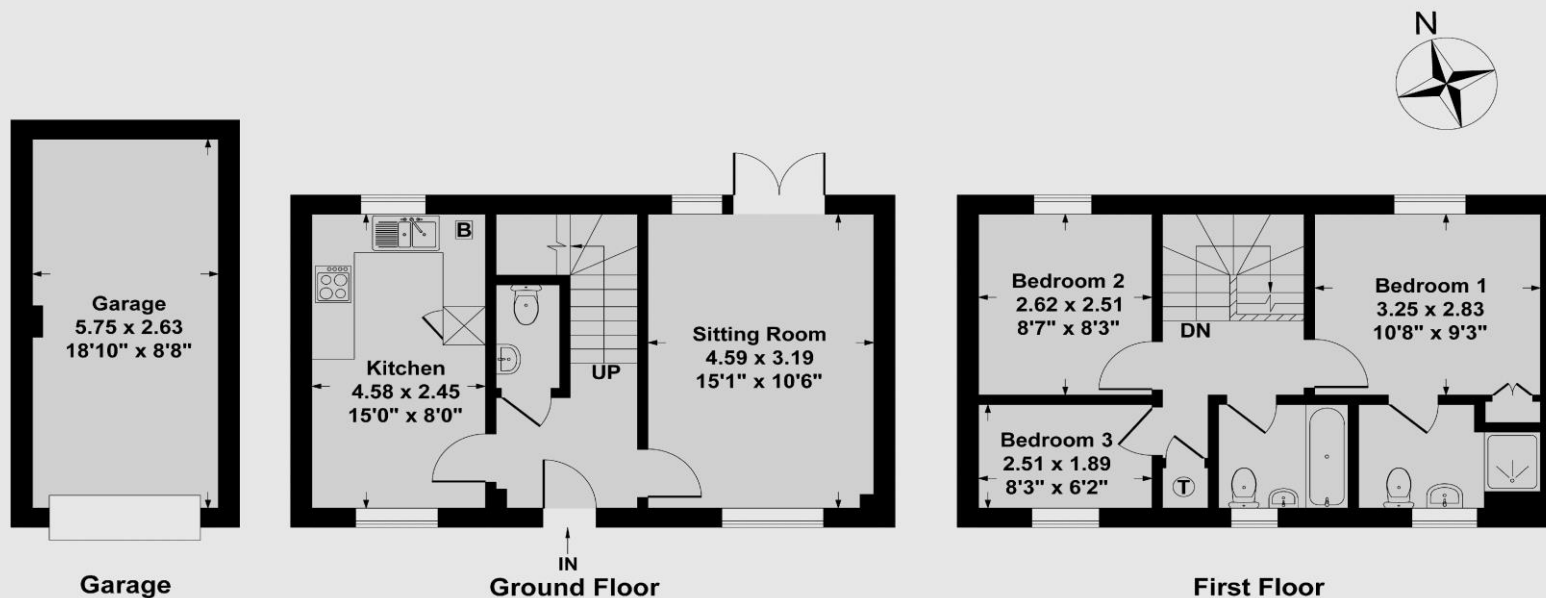 N
Garage
5.75 x 2.63
18'10" x 8'8"
Garage
B
Kitchen
4.58 x 2.45
15'0" x 8'0"
UP
Sitting Room
4.59 x 3.19
15'1" x 10'6"
IN
Ground Floor
Bedroom 2
2.62 x 2.51
8'7" x 8'3"
DN
Bedroom 1
3.25 x 2.83
10'8" x 9'3"
Bedroom 3
2.51 x 1.89
8'3" x 6'2"
T
First Floor